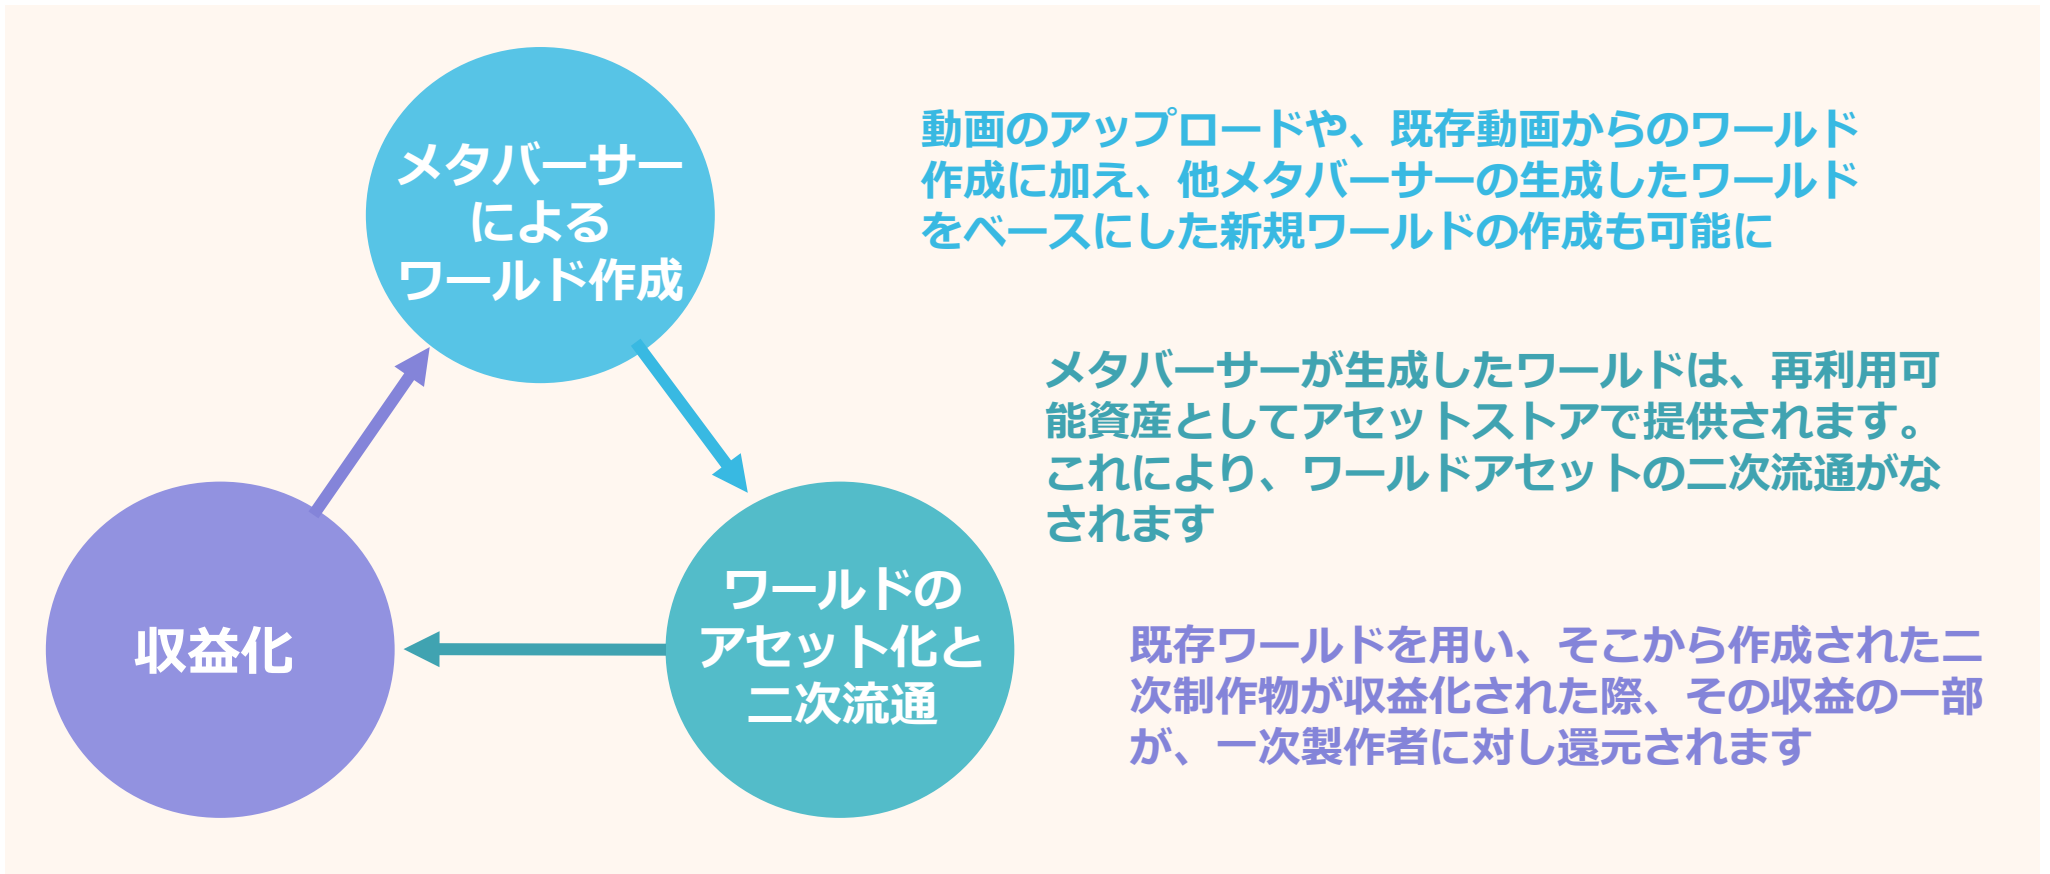 メタバーサー
による
ワールド作成
動画のアップロードや、既存動画からのワールド
作成に加え、他メタバーサーの生成したワールド
をベースにした新規ワールドの作成も可能に
メタバーサーが生成したワールドは、再利用可
能資産としてアセットストアで提供されます。
これにより、ワールドアセットの二次流通がな
されます
ワールドの
アセット化と
二次流通
収益化
既存ワールドを用い、そこから作成された二
次制作物が収益化された際、その収益の一部
が、一次製作者に対し還元されます